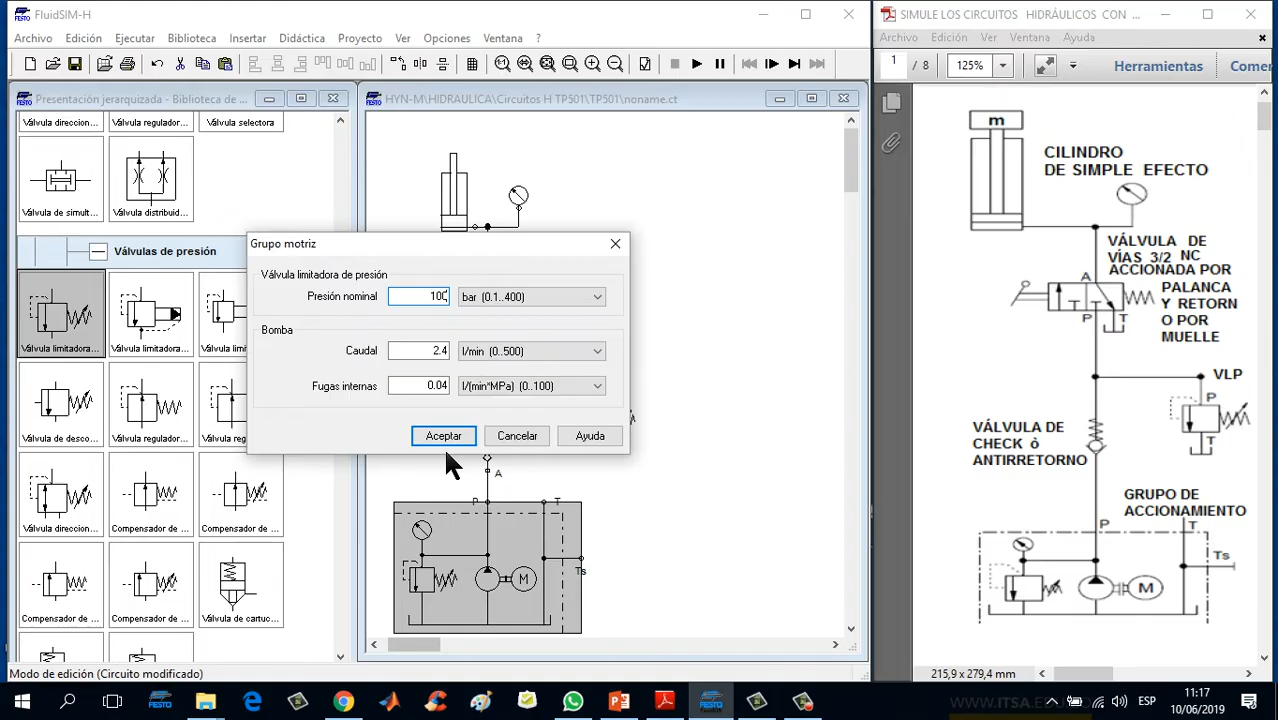 FluidSIM-H
Archivo Edición Ejecutar Biblioteca Insertar Didáctica Proyecto Ver Opciones Ventana ?
Presentación jerarquizada - Biblioteca de ...
Válvula direccion... Válvula regulador... Válvula selectora
Válvula de simult... Válvula distribuid...
Válvulas de presión
Válvula limitadora... Válvula limitadora...
Válvula de desco... Válvula reguladora... Válvula reg...
Válvula direccion... Compensador de ... Compensador de ...
Compensador de ... Compensador de ... Válvula de cartuc...
HYN-M\HIDRAULICA\Circuitos H TP501\TP501\noname.ct
Grupo motriz
Válvula limitadora de presión
Presión nominal 100 bar (0.1..400)
Bomba
Caudal 2.4 l/min (0..500)
Fugas internas 0.04 l/(min*MPa) (0..100)
Aceptar Cancelar Ayuda
A
P T
Ts
M
Modo de edición (Circuito modificado)
SIMULE LOS CIRCUITOS HIDRÁULICOS CON ...
Archivo Edición Ver Ventana Ayuda
1 / 8 125% Herramientas Comer
m
CILINDRO
DE SIMPLE EFECTO
VÁLVULA DE
VÍAS 3/2 NC
ACCIONADA POR
PALANCA
Y RETORN
O POR
MUELLE
A
P T
VLP
P
T
VÁLVULA DE
CHECK ò
ANTIRRETORNO
GRUPO DE
ACCIONAMIENTO
P T
Ts
M
215,9 x 279,4 mm
FESTO
ESP
11:17
10/06/2019